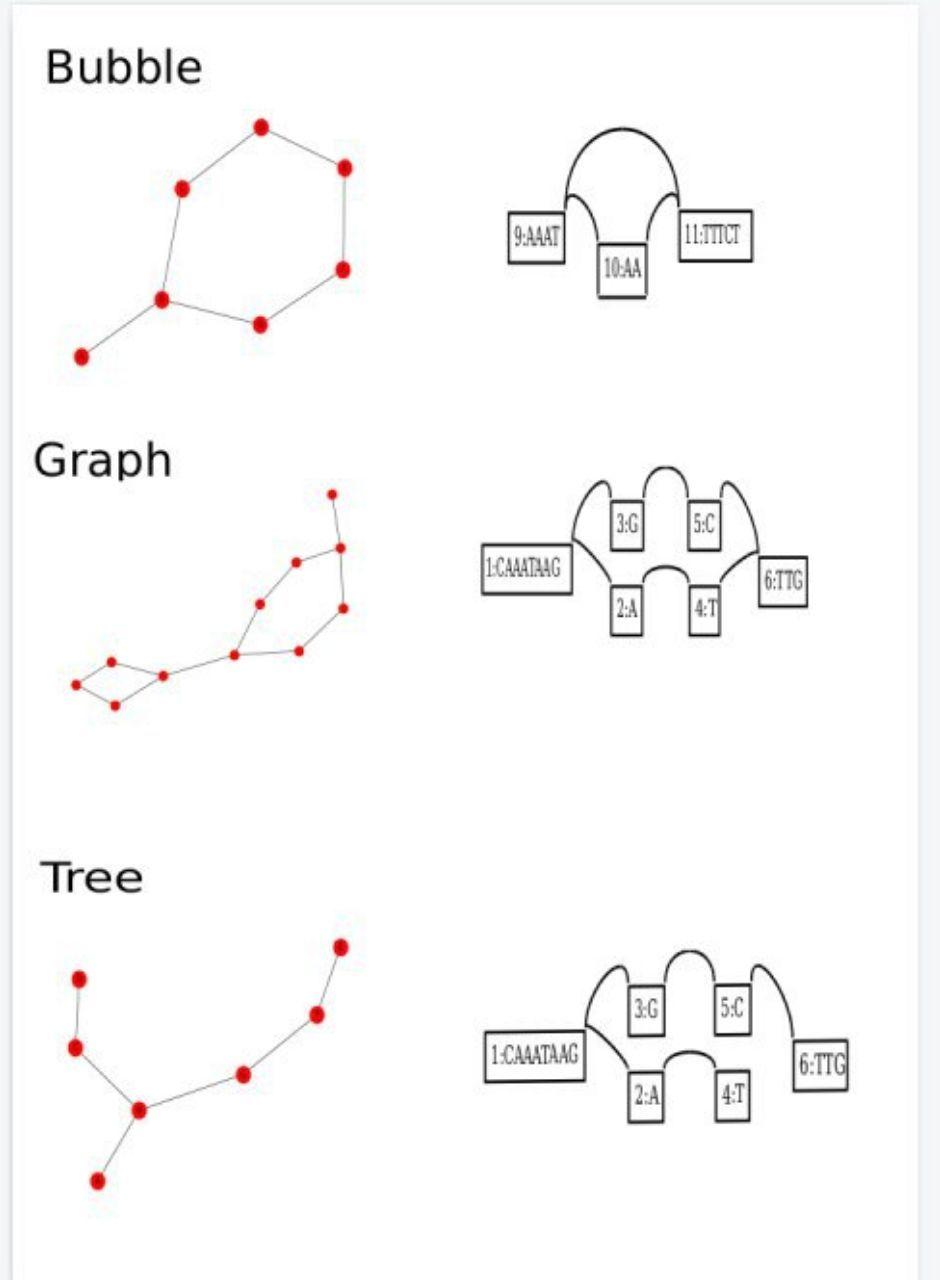 Bubble
9:AAAT
10:AA
11:TTTCT
Graph
1:CAAATAAG
3:G
5:C
2:A
4:T
6:TTG
Tree
1:CAAATAAG
3:G
5:C
2:A
4:T
6:TTG